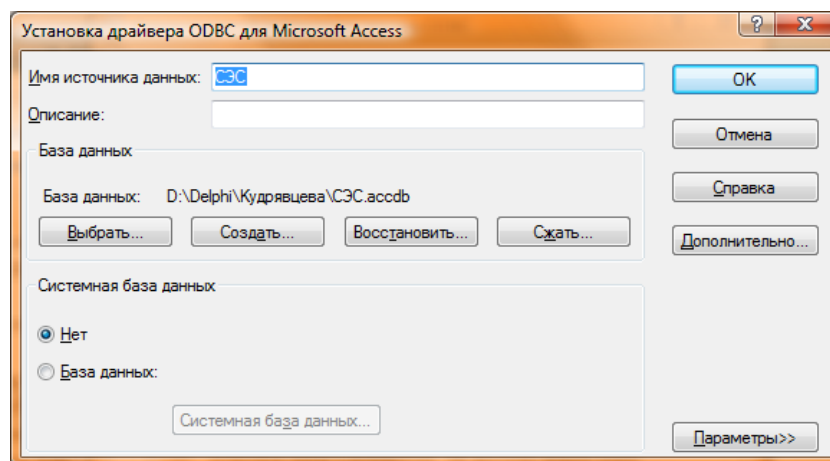 Установка драйвера ODBC для Microsoft Access
Имя источника данных: СЭС
OK
Описание:
Отмена
База данных
База данных: D:\Delphi\Кудрявцева\СЭС.accdb
Справка
Выбрать... Создать... Восстановить... Сжать...
Дополнительно...
Системная база данных
Нет
База данных:
Системная база данных...
Параметры>>